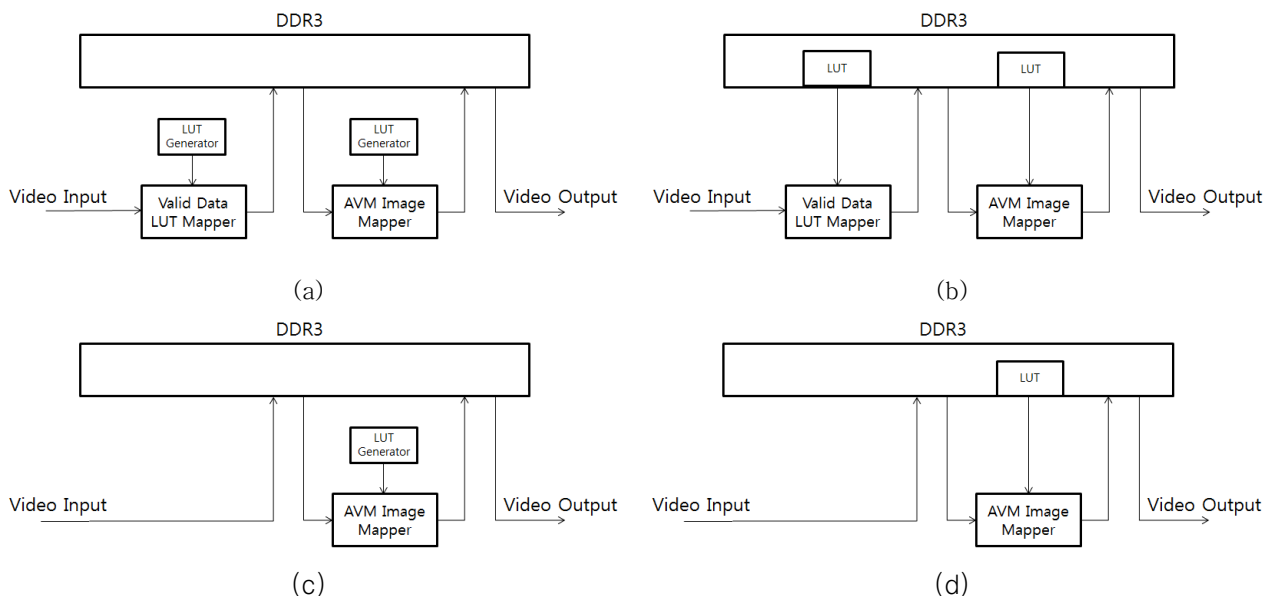 DDR3
LUT
Generator
LUT
Generator
Video Input
Valid Data
LUT Mapper
AVM Image
Mapper
Video Output
(a)
DDR3
LUT
LUT
Video Input
Valid Data
LUT Mapper
AVM Image
Mapper
Video Output
(b)
DDR3
LUT
Generator
Video Input
AVM Image
Mapper
Video Output
(c)
DDR3
LUT
Video Input
AVM Image
Mapper
Video Output
(d)